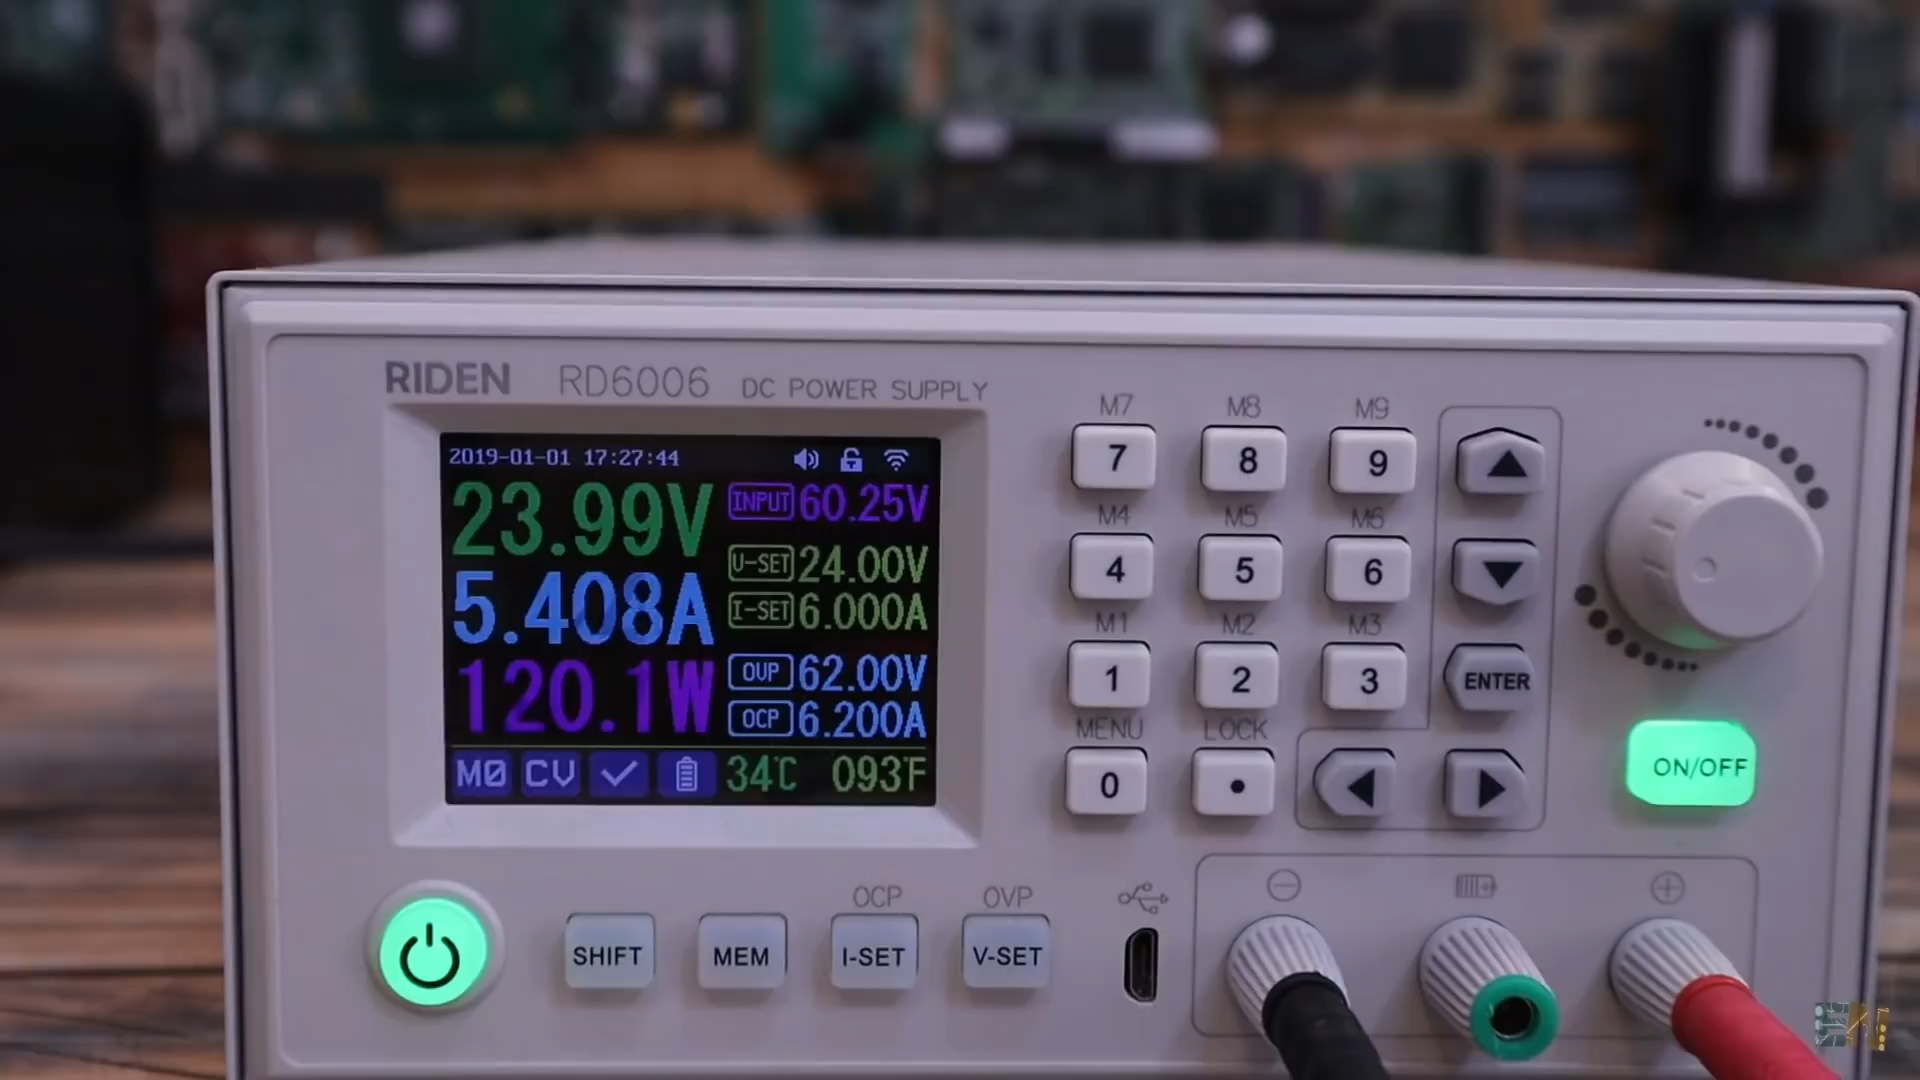 RIDEN RD6006 DC POWER SUPPLY
2019-01-01 17:27:44
23.99V
5.408A
120.1W
INPUT 60.25V
U-SET 24.00V
I-SET 6.000A
OUP 62.00V
OCP 6.200A
M0 CV 34°C 093°F
M7 M8 M9
7 8 9
M4 M5 M6
4 5 6
M1 M2 M3
1 2 3 ENTER
MENU LOCK
0 •
ON/OFF
OCP OVP
SHIFT MEM I-SET V-SET